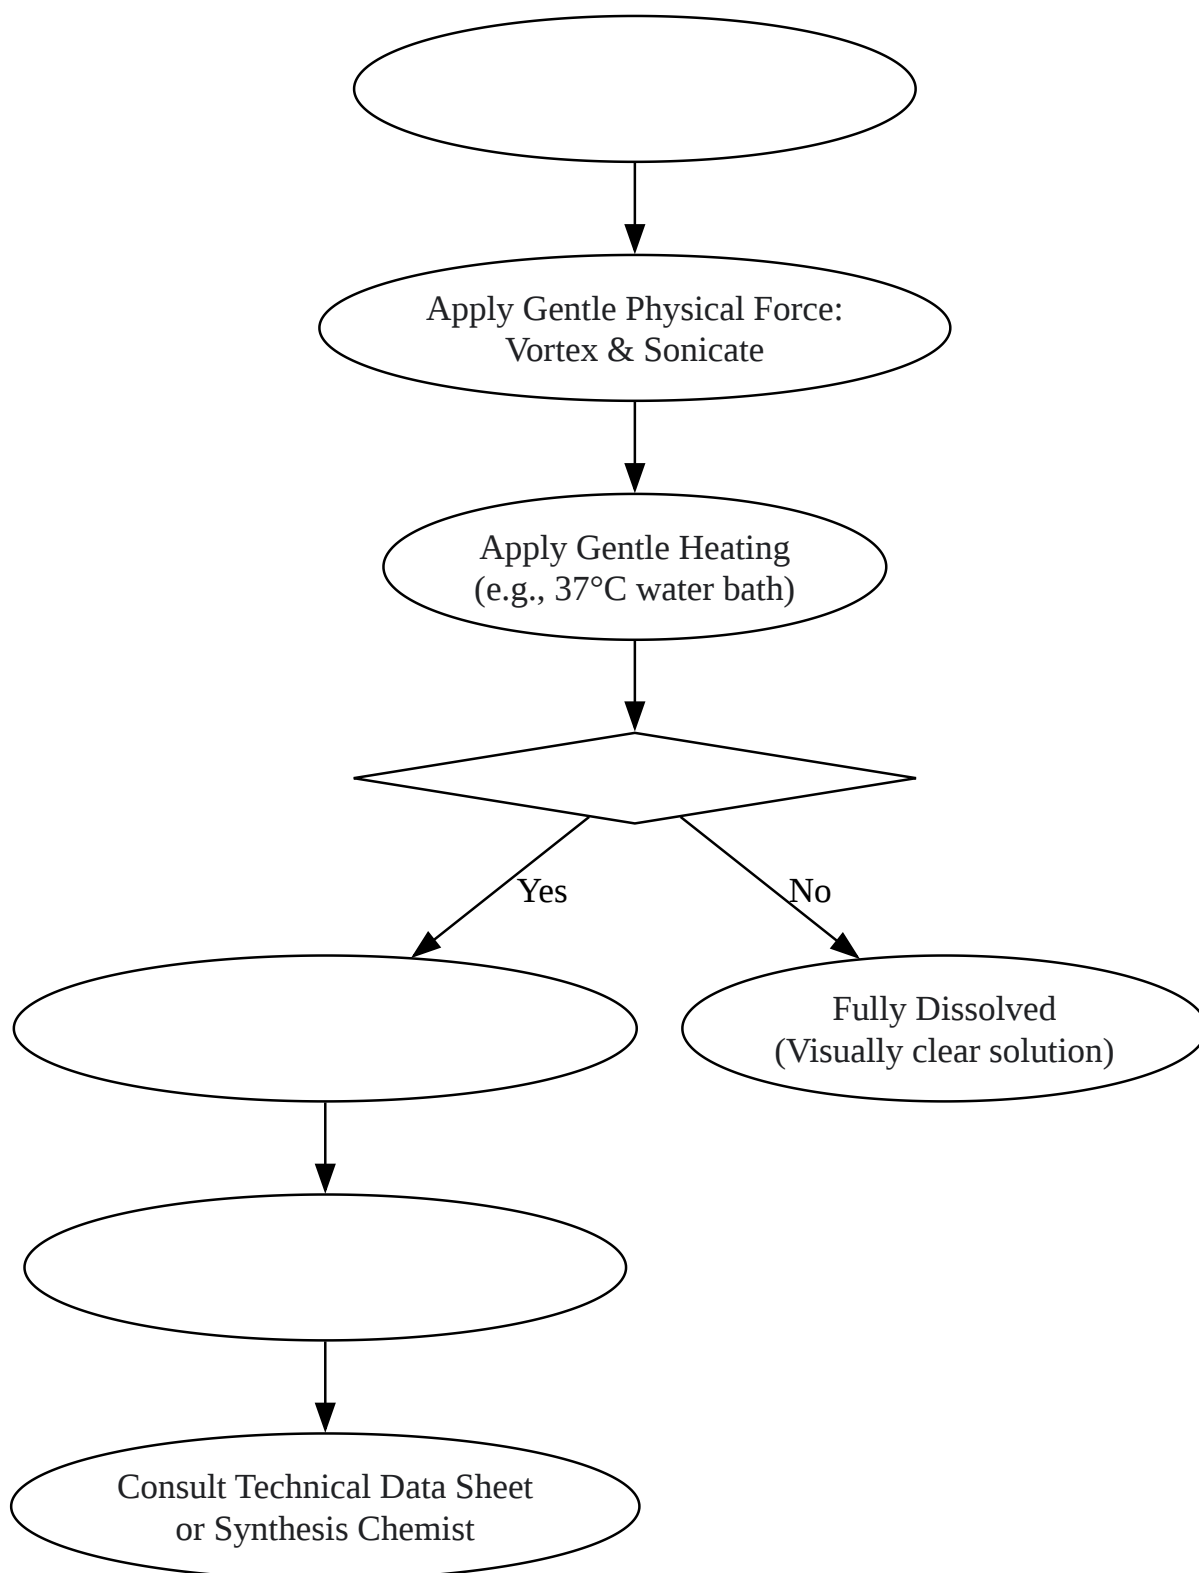 Apply Gentle Physical Force:
Vortex & Sonicate
Apply Gentle Heating
(e.g., 37°C water bath)
Yes
No
Fully Dissolved
(Visually clear solution)
Consult Technical Data Sheet
or Synthesis Chemist